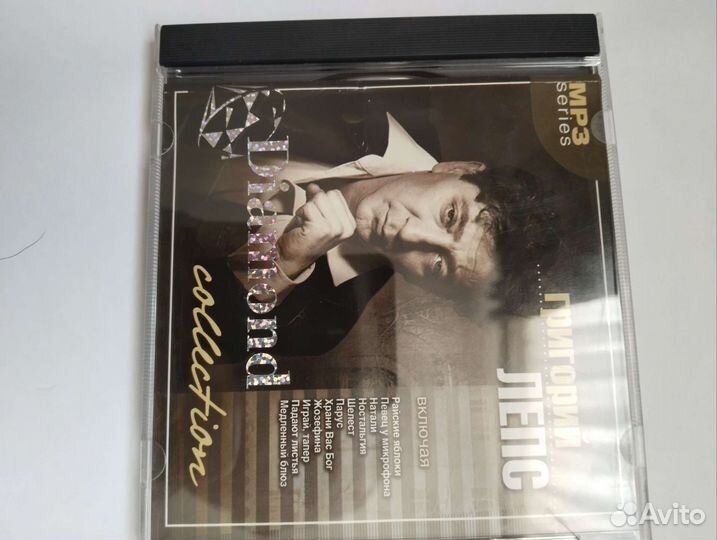 MP3
series
Diamond
collection
ГРИГОРИЙ
ЛЕПС
включая
Райские яблоки
Певец у микрофона
Натали
Ностальгия
Шелест
Парус
Храни Вас Бог
Жозефина
Играй, тапер
Падают листья
Медленный блюз
Avito